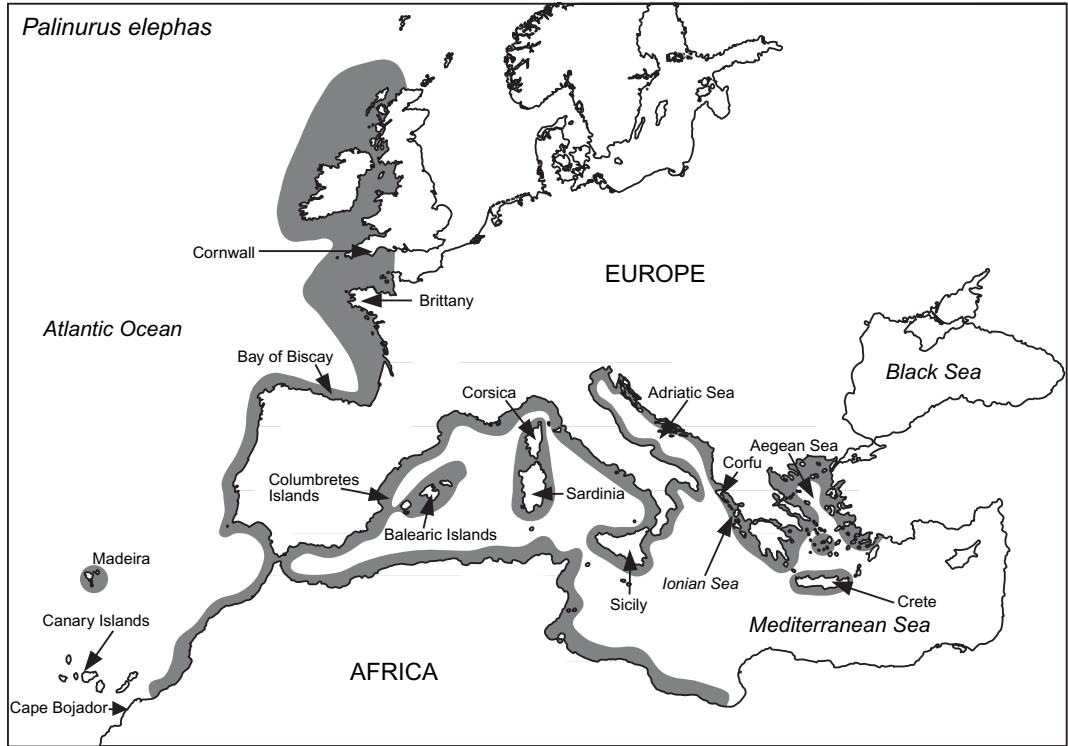 Palinurus elephas
Cornwall
EUROPE
Brittany
Atlantic Ocean
Bay of Biscay
Black Sea
Corsica
Adriatic Sea
Aegean Sea
Corfu
Columbretes
Islands
Sardinia
Balearic Islands
Madeira
Ionian Sea
Sicily
Crete
Canary Islands
Mediterranean Sea
AFRICA
Cape Bojador